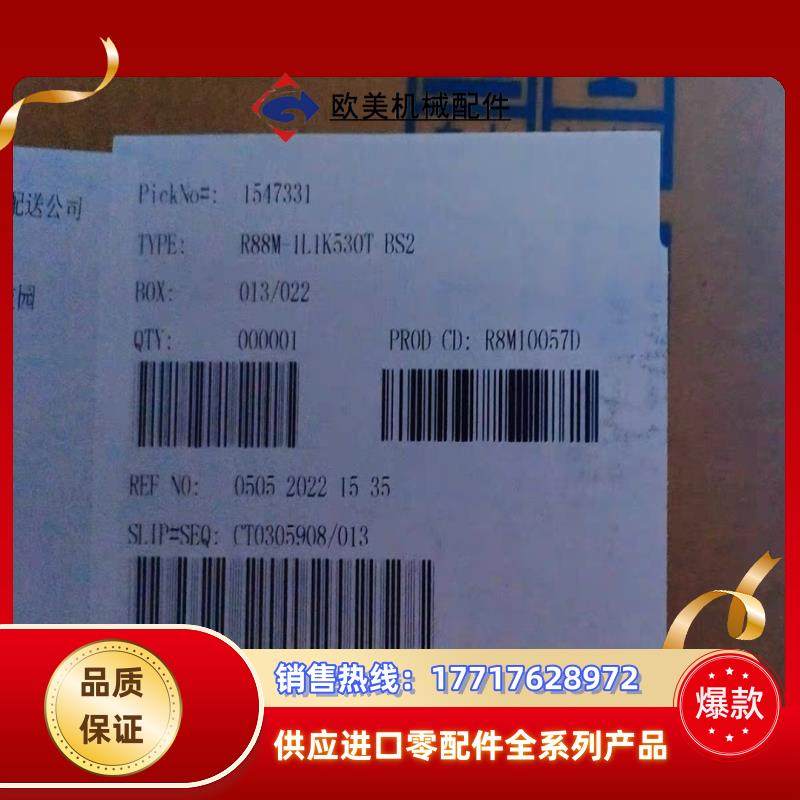 欧美机械配件
配送公司
PickNo=: 1547331
TYPE: R88M-1L1K530T BS2
BOX: 013/022
园
QTY: 000001 PROD CD: R8M10057D
REF NO: 0505 2022 15 35
SLIP=SEQ: CT0305908/013
品质
保证
销售热线：17717628972
供应进口零配件全系列产品
爆款